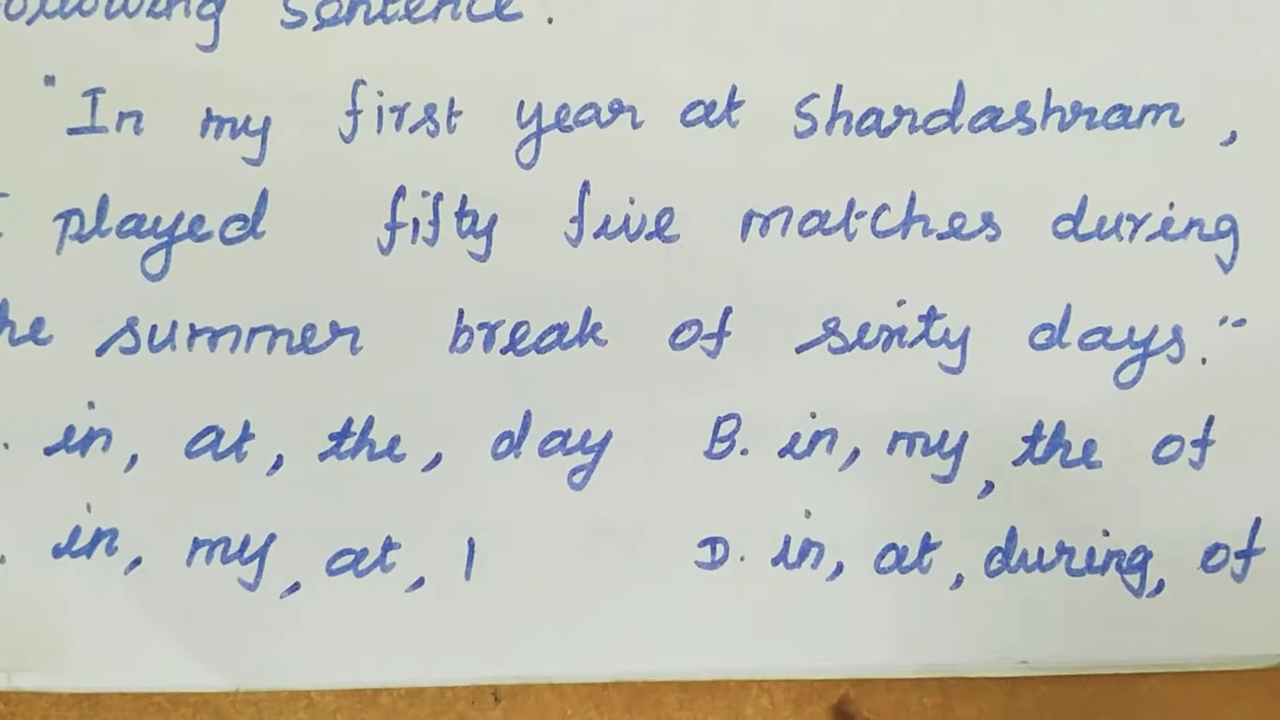 following sentence.
"In my first year at Shardashram,
I played fifty five matches during
the summer break of sixity days."
. in, at, the, day B. in, my, the of
. in, my, at, I D. in, at, during, of